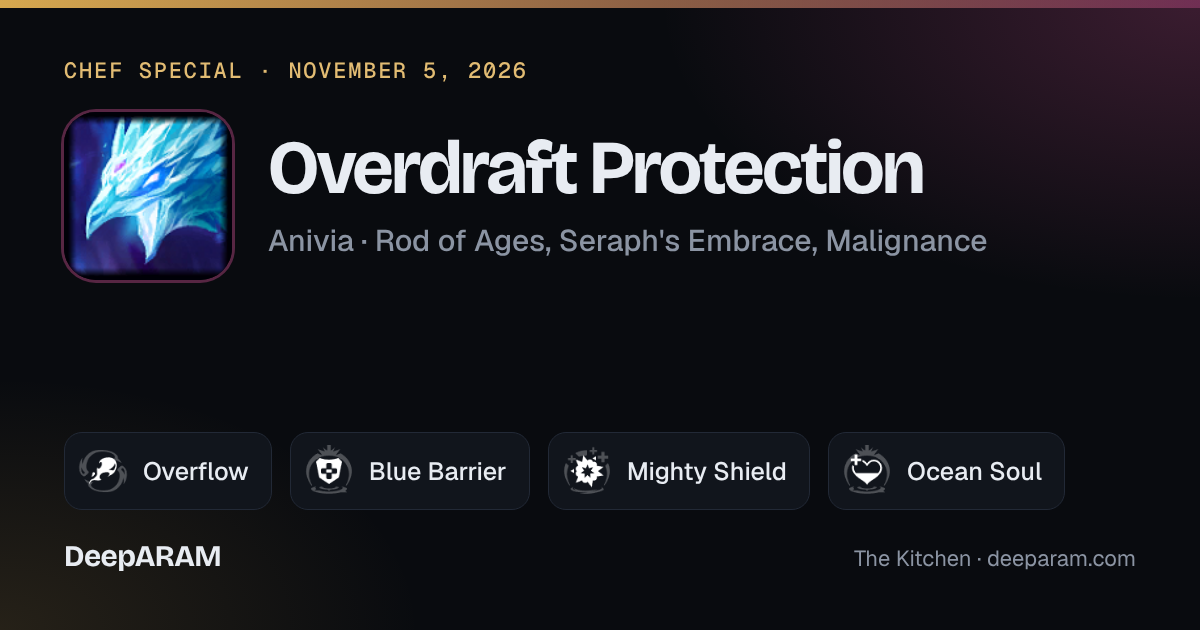 CHEF SPECIAL · NOVEMBER 5, 2026
Overdraft Protection
Anivia · Rod of Ages, Seraph's Embrace, Malignance
Overflow
Blue Barrier
Mighty Shield
Ocean Soul
DeepARAM
The Kitchen · deeparam.com